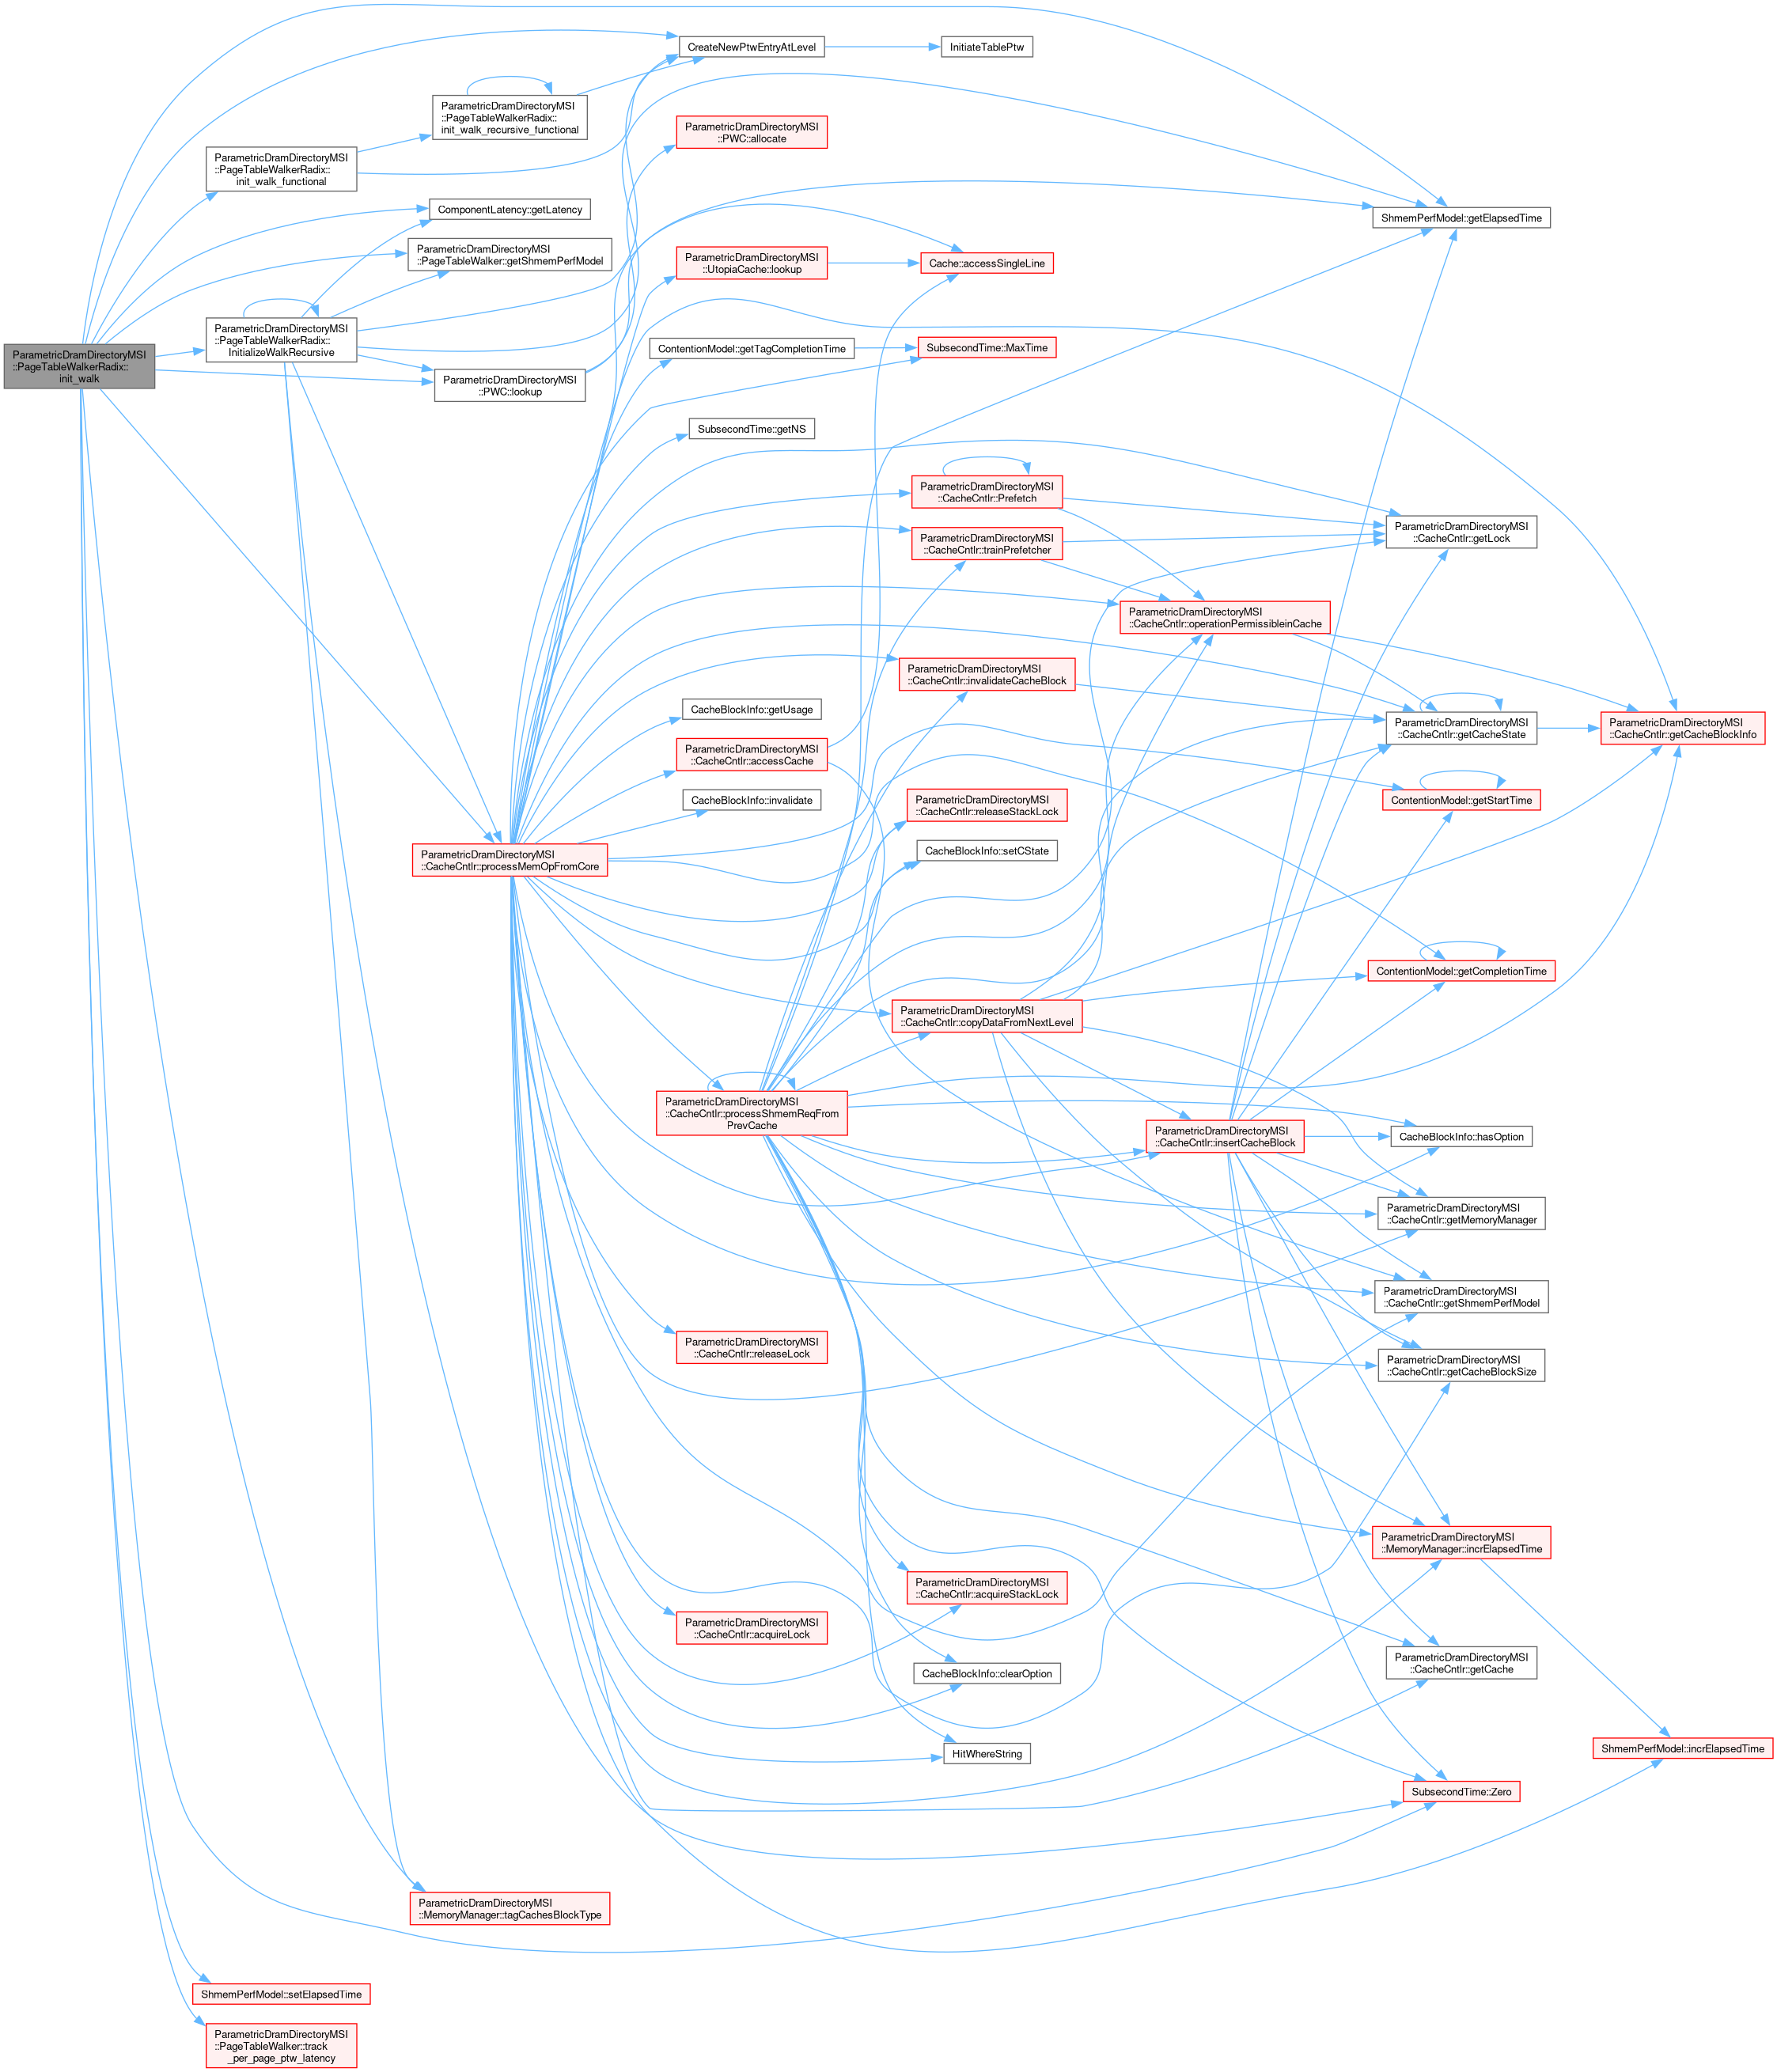 CreateNewPtwEntryAtLevel
InitiateTablePtw
ParametricDramDirectoryMSI
::PageTableWalkerRadix::
init_walk_recursive_functional
ParametricDramDirectoryMSI
::PWC::allocate
ParametricDramDirectoryMSI
::PageTableWalkerRadix::
init_walk_functional
ComponentLatency::getLatency
ShmemPerfModel::getElapsedTime
ParametricDramDirectoryMSI
::PageTableWalker::getShmemPerfModel
ParametricDramDirectoryMSI
::UtopiaCache::lookup
Cache::accessSingleLine
ParametricDramDirectoryMSI
::PageTableWalkerRadix::
InitializeWalkRecursive
ContentionModel::getTagCompletionTime
SubsecondTime::MaxTime
ParametricDramDirectoryMSI
::PageTableWalkerRadix::
init_walk
ParametricDramDirectoryMSI
::PWC::lookup
SubsecondTime::getNS
ParametricDramDirectoryMSI
::CacheCntlr::Prefetch
ParametricDramDirectoryMSI
::CacheCntlr::getLock
ParametricDramDirectoryMSI
::CacheCntlr::trainPrefetcher
ParametricDramDirectoryMSI
::CacheCntlr::operationPermissibleinCache
ParametricDramDirectoryMSI
::CacheCntlr::invalidateCacheBlock
CacheBlockInfo::getUsage
ParametricDramDirectoryMSI
::CacheCntlr::getCacheState
ParametricDramDirectoryMSI
::CacheCntlr::getCacheBlockInfo
ParametricDramDirectoryMSI
::CacheCntlr::accessCache
CacheBlockInfo::invalidate
ParametricDramDirectoryMSI
::CacheCntlr::releaseStackLock
ContentionModel::getStartTime
CacheBlockInfo::setCState
ParametricDramDirectoryMSI
::CacheCntlr::processMemOpFromCore
ContentionModel::getCompletionTime
ParametricDramDirectoryMSI
::CacheCntlr::copyDataFromNextLevel
ParametricDramDirectoryMSI
::CacheCntlr::processShmemReqFrom
PrevCache
ParametricDramDirectoryMSI
::CacheCntlr::insertCacheBlock
CacheBlockInfo::hasOption
ParametricDramDirectoryMSI
::CacheCntlr::getMemoryManager
ParametricDramDirectoryMSI
::CacheCntlr::getShmemPerfModel
ParametricDramDirectoryMSI
::CacheCntlr::releaseLock
ParametricDramDirectoryMSI
::CacheCntlr::getCacheBlockSize
ParametricDramDirectoryMSI
::MemoryManager::incrElapsedTime
ParametricDramDirectoryMSI
::CacheCntlr::acquireStackLock
ParametricDramDirectoryMSI
::CacheCntlr::acquireLock
CacheBlockInfo::clearOption
ParametricDramDirectoryMSI
::CacheCntlr::getCache
HitWhereString
ShmemPerfModel::incrElapsedTime
SubsecondTime::Zero
ParametricDramDirectoryMSI
::MemoryManager::tagCachesBlockType
ShmemPerfModel::setElapsedTime
ParametricDramDirectoryMSI
::PageTableWalker::track
_per_page_ptw_latency